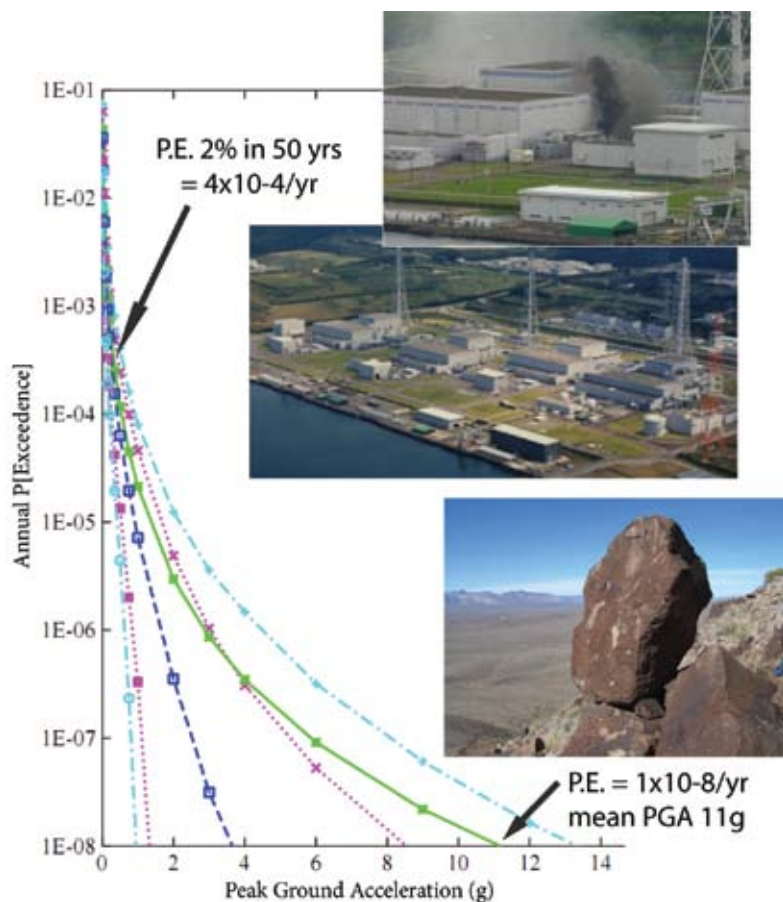 1E-01
P.E. 2% in 50 yrs
= 4x10-4/yr
1E-02
1E-03
1E-04
Annual P[Exceedence]
1E-05
1E-06
1E-07
P.E. = 1x10-8/yr
mean PGA 11g
1E-08
0 2 4 6 8 10 12 14
Peak Ground Acceleration (g)